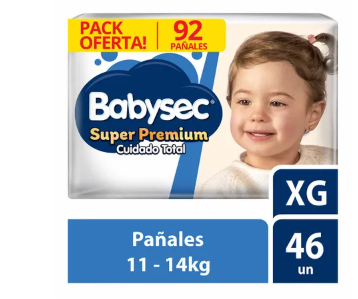 PACK
OFERTA!
92
PAÑALES
Babysec
Super Premium
Cuidado Total
XG
Pañales
11 - 14kg
46
un